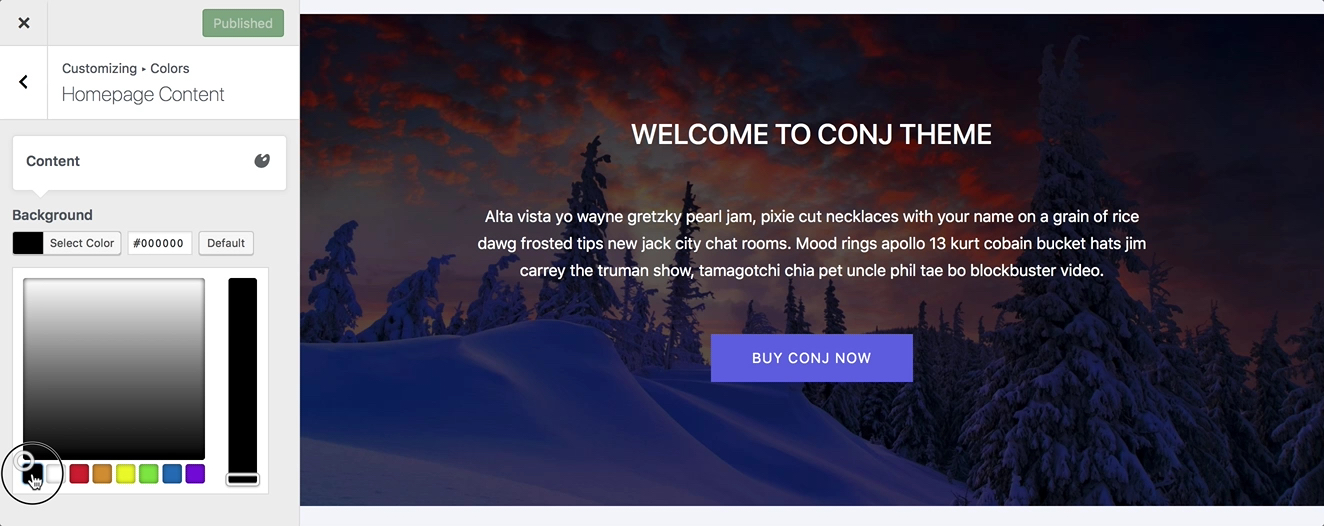 Published
Customizing ▸ Colors
Homepage Content
Content
Background
Select Color
#000000
Default
WELCOME TO CONJ THEME
Alta vista yo wayne gretzky pearl jam, pixie cut necklaces with your name on a grain of rice
dawg frosted tips new jack city chat rooms. Mood rings apollo 13 kurt cobain bucket hats jim
carrey the truman show, tamagotchi chia pet uncle phil tae bo blockbuster video.
BUY CONJ NOW